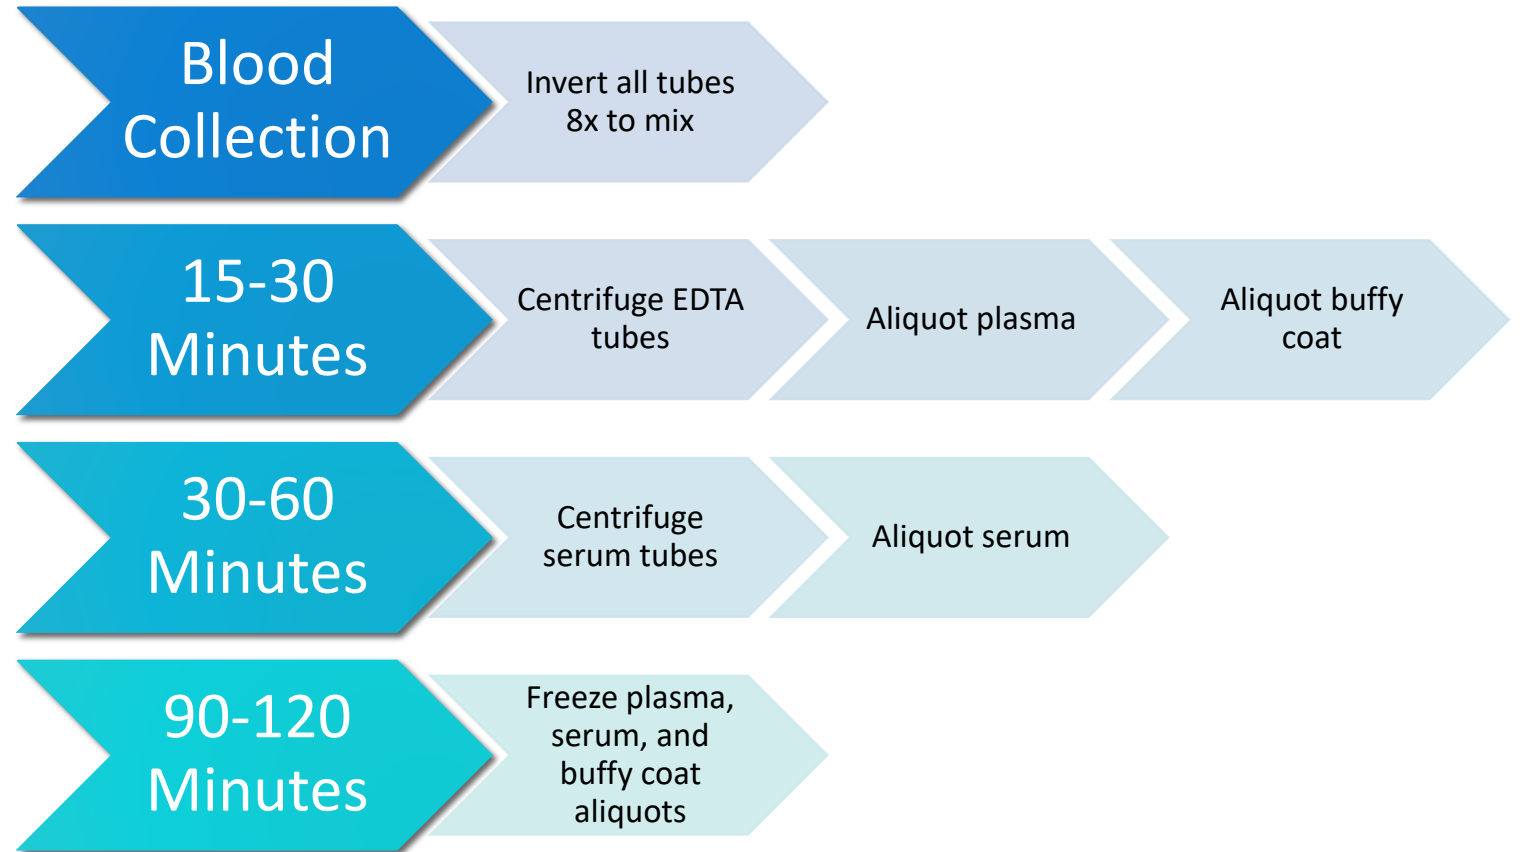 Blood
Collection
Invert all tubes
8x to mix
15-30
Minutes
Centrifuge EDTA
tubes
Aliquot plasma
Aliquot buffy
coat
30-60
Minutes
Centrifuge
serum tubes
Aliquot serum
90-120
Minutes
Freeze plasma,
serum, and
buffy coat
aliquots